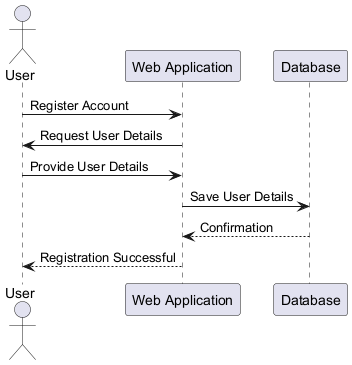 User
Web Application
Database
Register Account
Request User Details
Provide User Details
Save User Details
Confirmation
Registration Successful
User
Web Application
Database